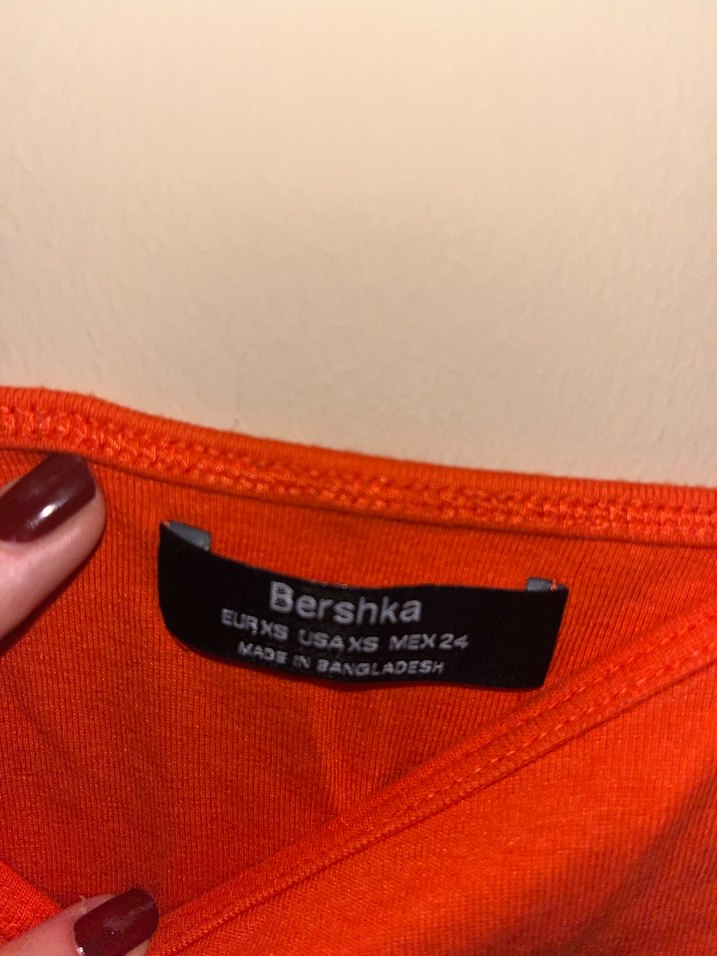 Bershka
EUR XS USA XS MEX 24
MADE IN BANGLADESH